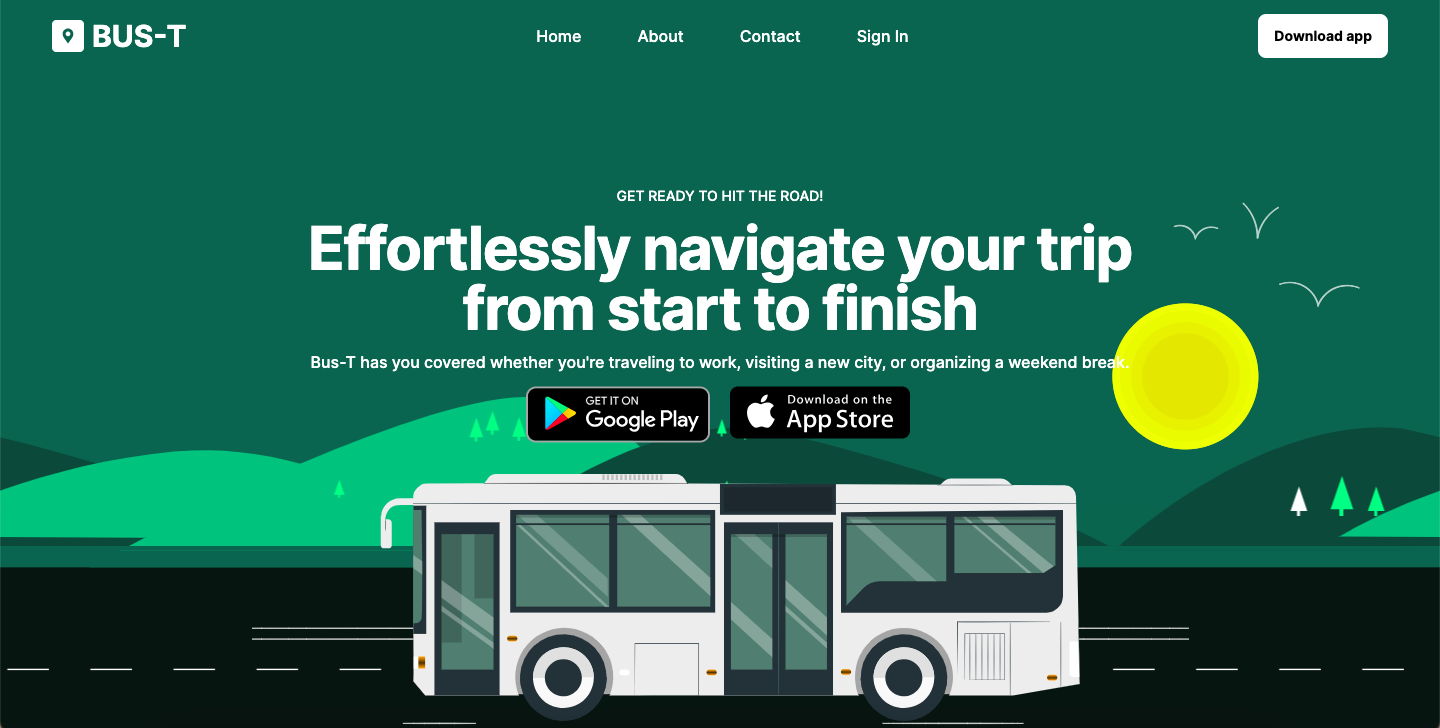 BUS-T
Home About Contact Sign In
Download app
GET READY TO HIT THE ROAD!
Effortlessly navigate your trip
from start to finish
Bus-T has you covered whether you're traveling to work, visiting a new city, or organizing a weekend break.
GET IT ON
Google Play
Download on the
App Store